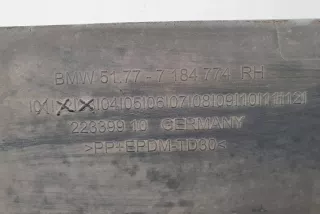 BMW 51.77-7 184 774 RH
|01|X|X|04|05|06|07|08|09|10|11|12|
223399 10 GERMANY
>PP+EPDM-TD30<